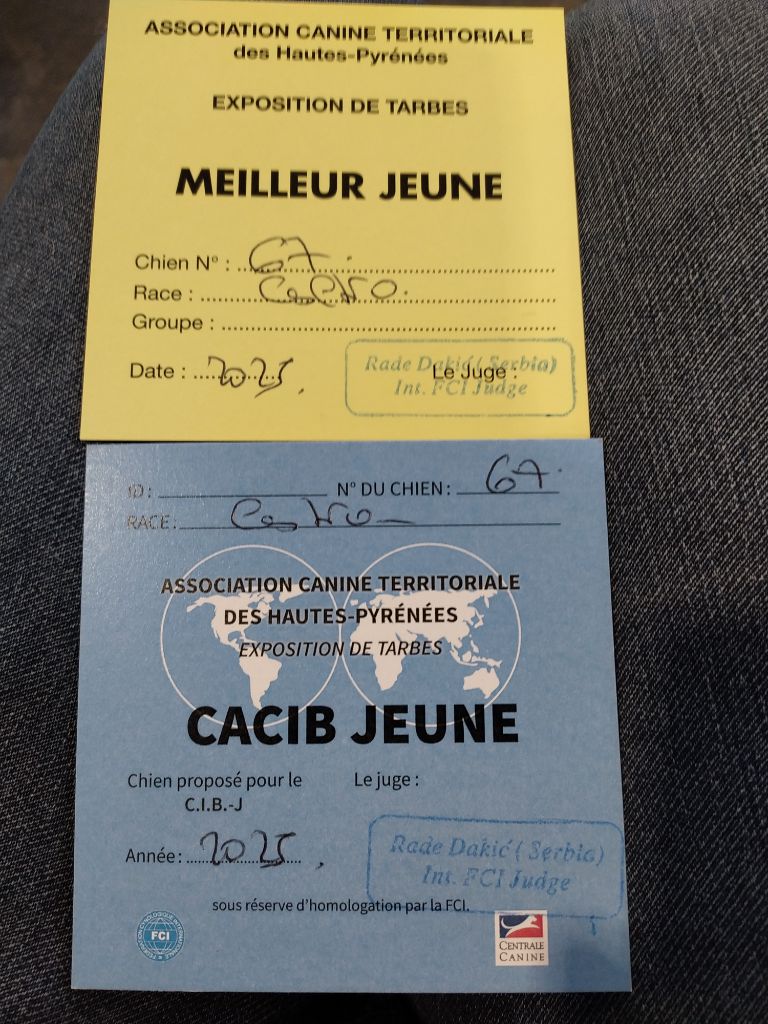 ASSOCIATION CANINE TERRITORIALE
des Hautes-Pyrénées
EXPOSITION DE TARBES
MEILLEUR JEUNE
Chien N° : 67.
Race :
Groupe :
Date : 2025.
Le Juge :
Rade Dakić ( Serbia)
Int. FCI Judge
ID :
N° DU CHIEN : 67.
RACE :
ASSOCIATION CANINE TERRITORIALE
DES HAUTES-PYRÉNÉES
EXPOSITION DE TARBES
CACIB JEUNE
Chien proposé pour le
C.I.B.-J
Le juge :
Année : 2025.
Rade Dakić ( Serbia)
Int. FCI Judge
sous réserve d'homologation par la FCI.
FCI
CENTRALE
CANINE